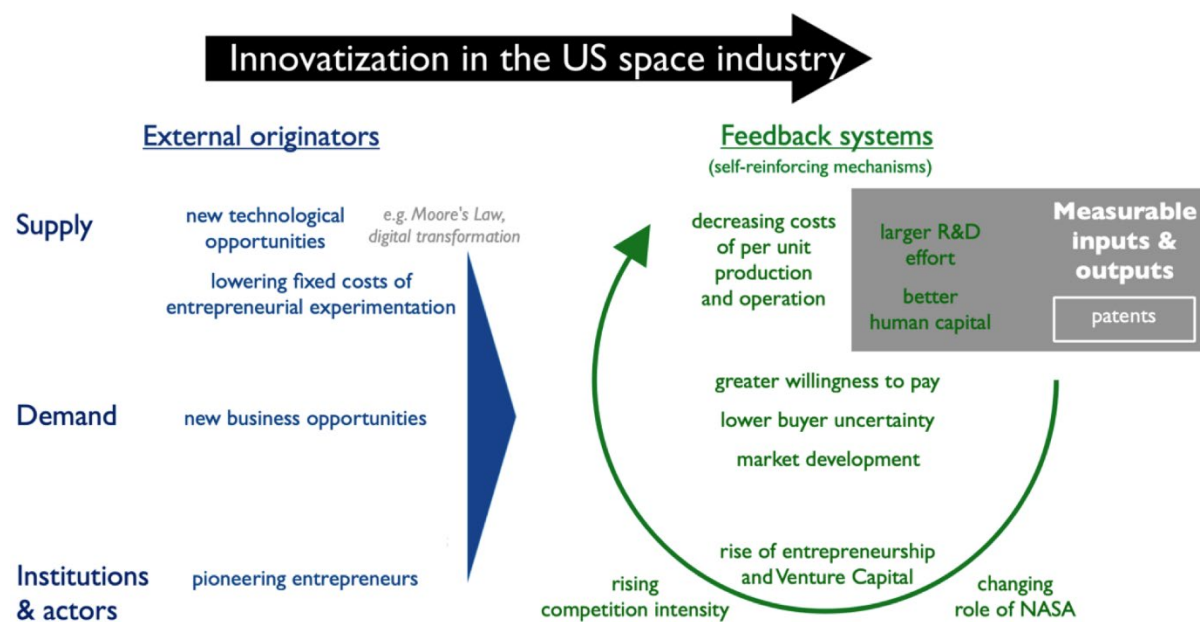 Innovatization in the US space industry
External originators
Feedback systems
(self-reinforcing mechanisms)
Supply
new technological
opportunities
e.g. Moore's Law,
digital transformation
lowering fixed costs of
entrepreneurial experimentation
decreasing costs
of per unit
production
and operation
larger R&D
effort
better
human capital
Measurable
inputs &
outputs
patents
Demand
new business opportunities
greater willingness to pay
lower buyer uncertainty
market development
Institutions
& actors
pioneering entrepreneurs
rising
competition intensity
rise of entrepreneurship
and Venture Capital
changing
role of NASA